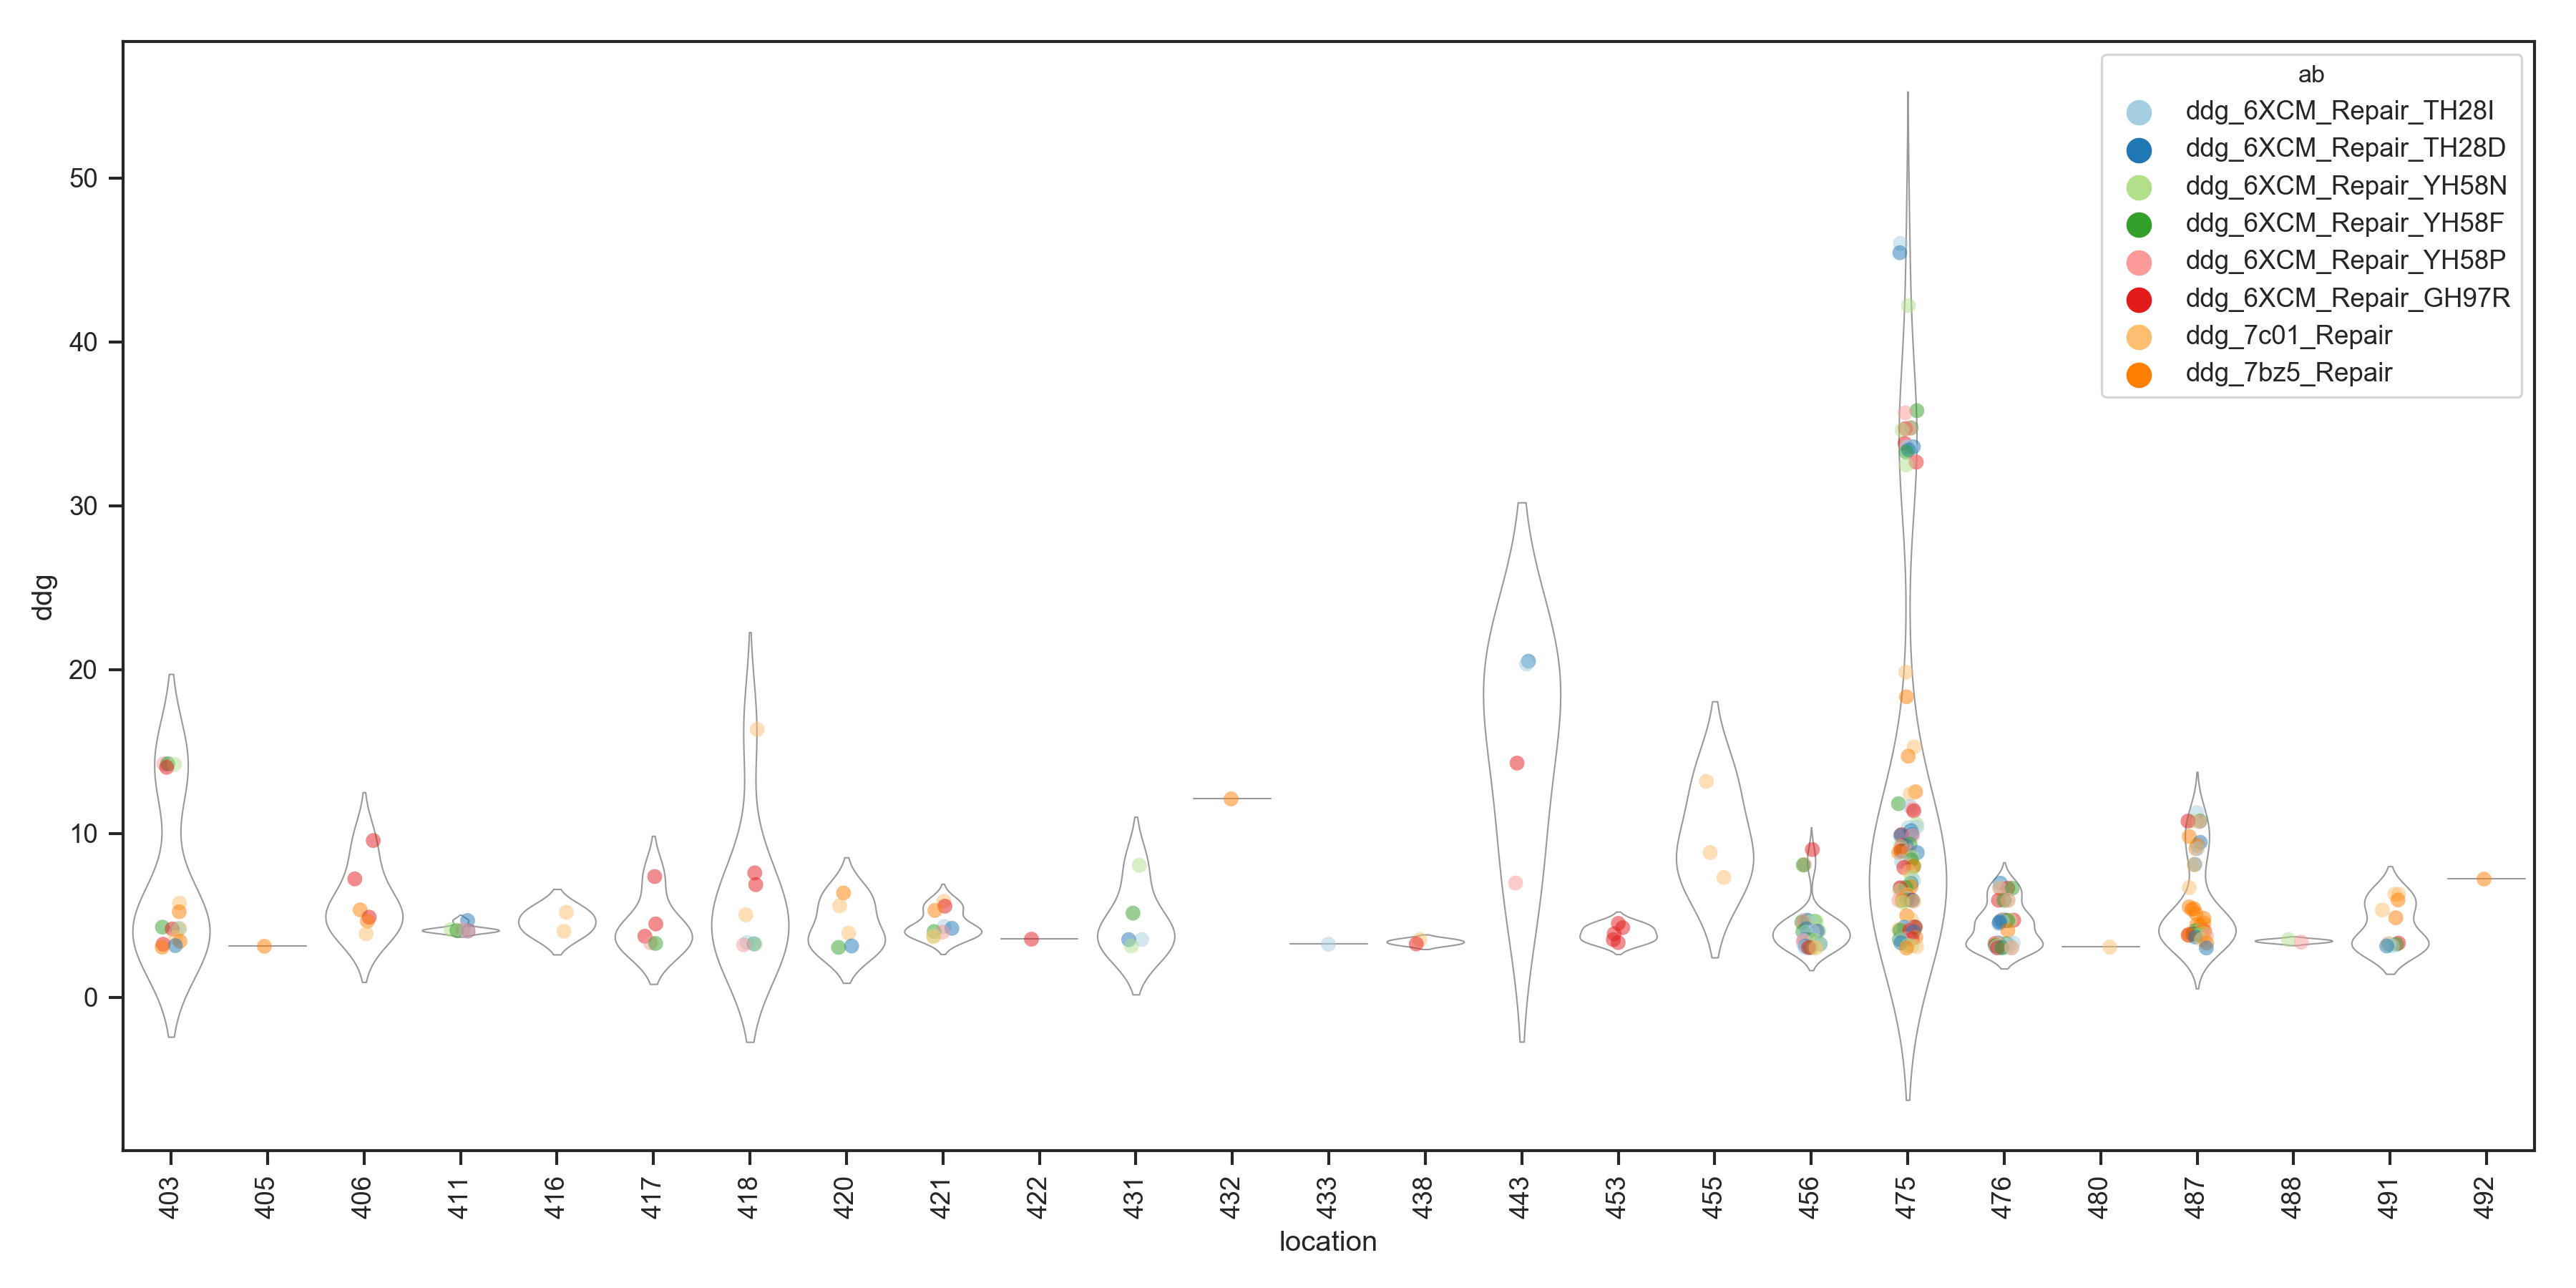 ab
ddg_6XCM_Repair_TH28I
ddg_6XCM_Repair_TH28D
ddg_6XCM_Repair_YH58N
ddg_6XCM_Repair_YH58F
ddg_6XCM_Repair_YH58P
ddg_6XCM_Repair_GH97R
ddg_7c01_Repair
ddg_7bz5_Repair
50
40
30
20
10
0
ddg
403 405 406 411 416 417 418 420 421 422 431 432 433 438 443 453 455 456 475 476 480 487 488 491 492
location